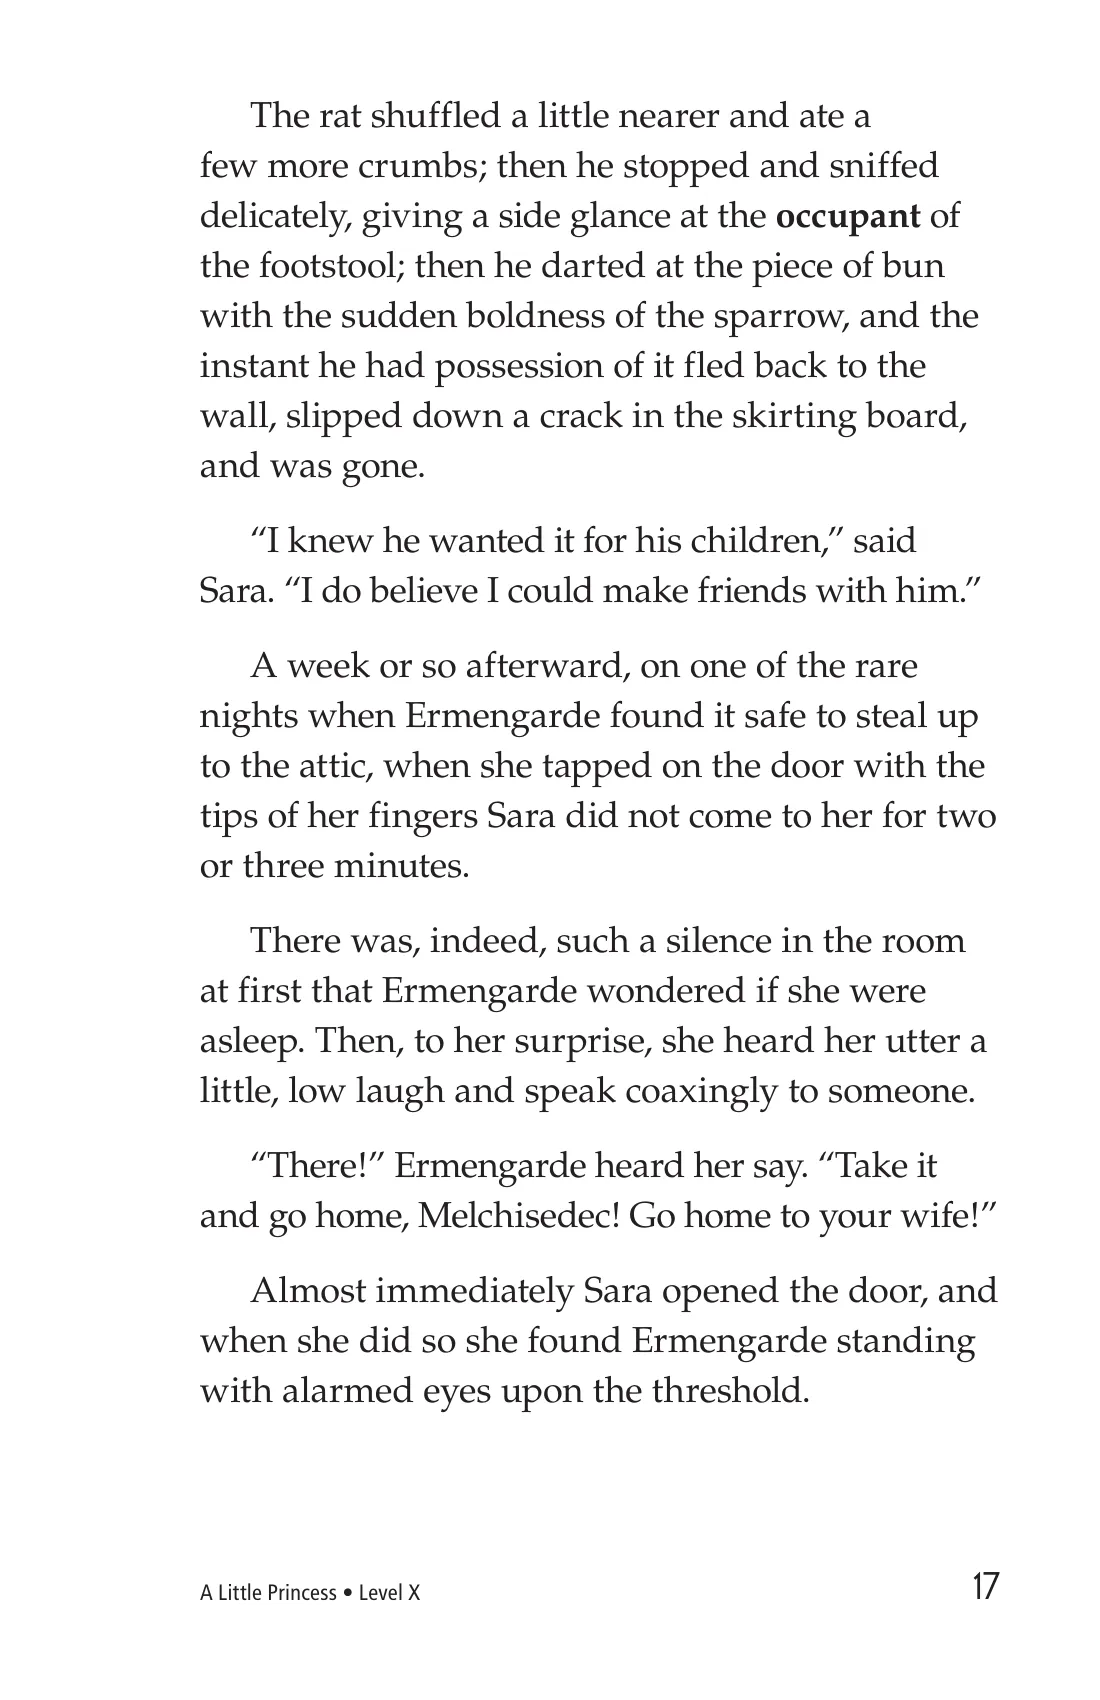 The rat shuffled a little nearer and ate a
few more crumbs; then he stopped and sniffed
delicately, giving a side glance at the occupant of
the footstool; then he darted at the piece of bun
with the sudden boldness of the sparrow, and the
instant he had possession of it fled back to the
wall, slipped down a crack in the skirting board,
and was gone.
“I knew he wanted it for his children,” said
Sara. “I do believe I could make friends with him.”
A week or so afterward, on one of the rare
nights when Ermengarde found it safe to steal up
to the attic, when she tapped on the door with the
tips of her fingers Sara did not come to her for two
or three minutes.
There was, indeed, such a silence in the room
at first that Ermengarde wondered if she were
asleep. Then, to her surprise, she heard her utter a
little, low laugh and speak coaxingly to someone.
“There!” Ermengarde heard her say. “Take it
and go home, Melchisedec! Go home to your wife!”
Almost immediately Sara opened the door, and
when she did so she found Ermengarde standing
with alarmed eyes upon the threshold.
A Little Princess • Level X
17